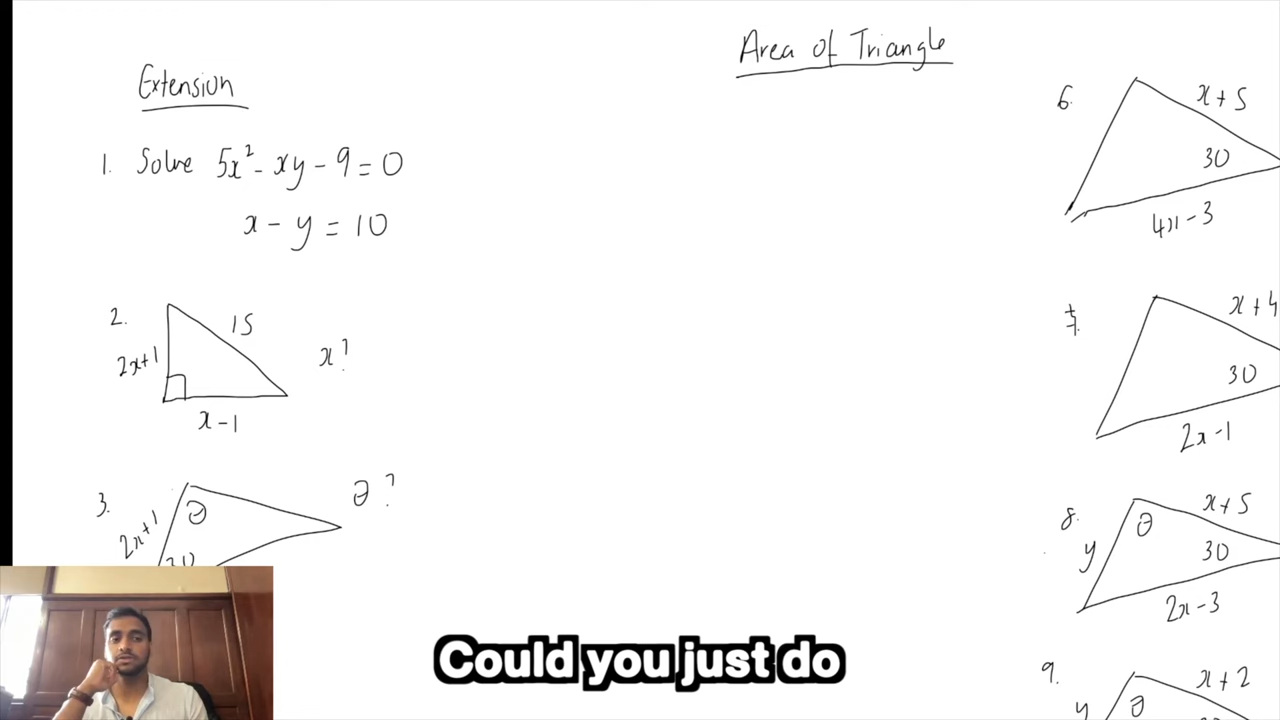 Area of Triangle
Extension
1. Solve 5x² - xy - 9 = 0
x - y = 10
2.
15
2x+1
x?
x - 1
3.
θ ?
2x+1
θ
30
6.
x + 5
30
4x - 3
7.
x + 4
30
2x - 1
8.
x + 5
θ
y
30
2x - 3
9.
x + 2
y
θ
Could you just do